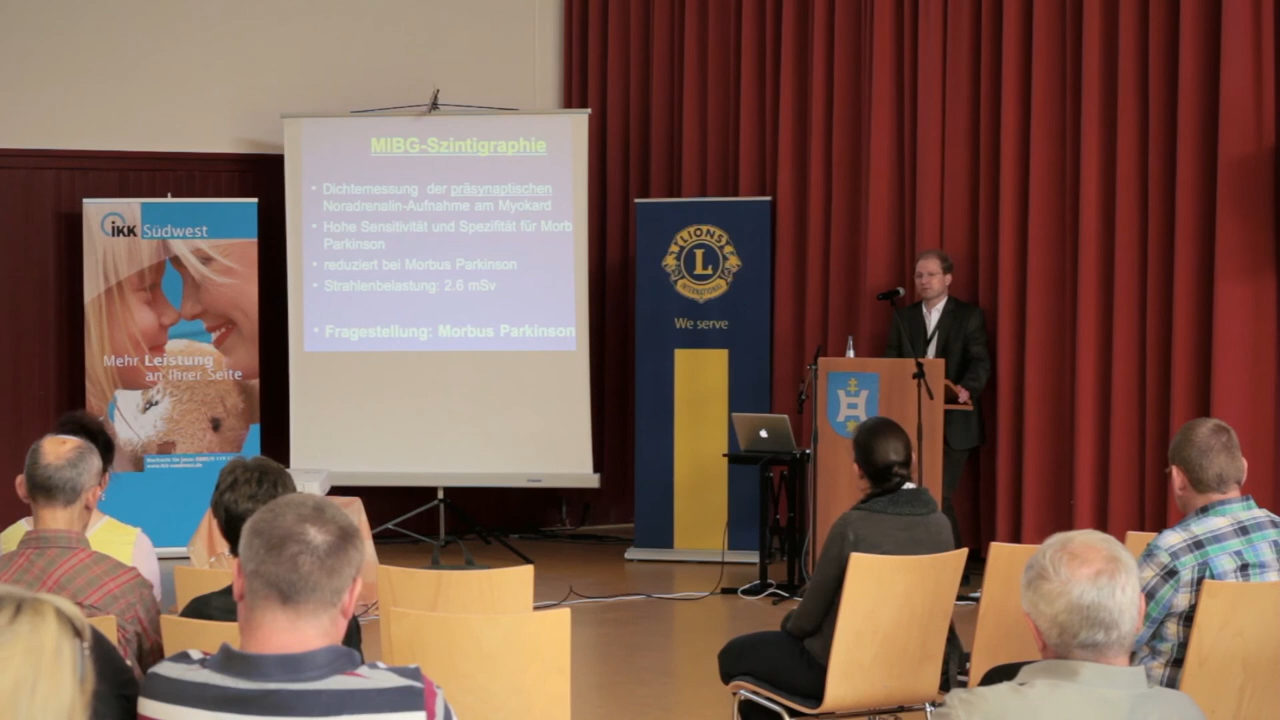 iKK Südwest
Mehr Leistung
an Ihrer Seite
MIBG-Szintigraphie
• Dichtemessung der präsynaptischen
Noradrenalin-Aufnahme am Myokard
• Hohe Sensitivität und Spezifität für Morb
Parkinson
• reduziert bei Morbus Parkinson
• Strahlenbelastung: 2.6 mSv
• Fragestellung: Morbus Parkinson
LIONS
L
INTERNATIONAL
We serve